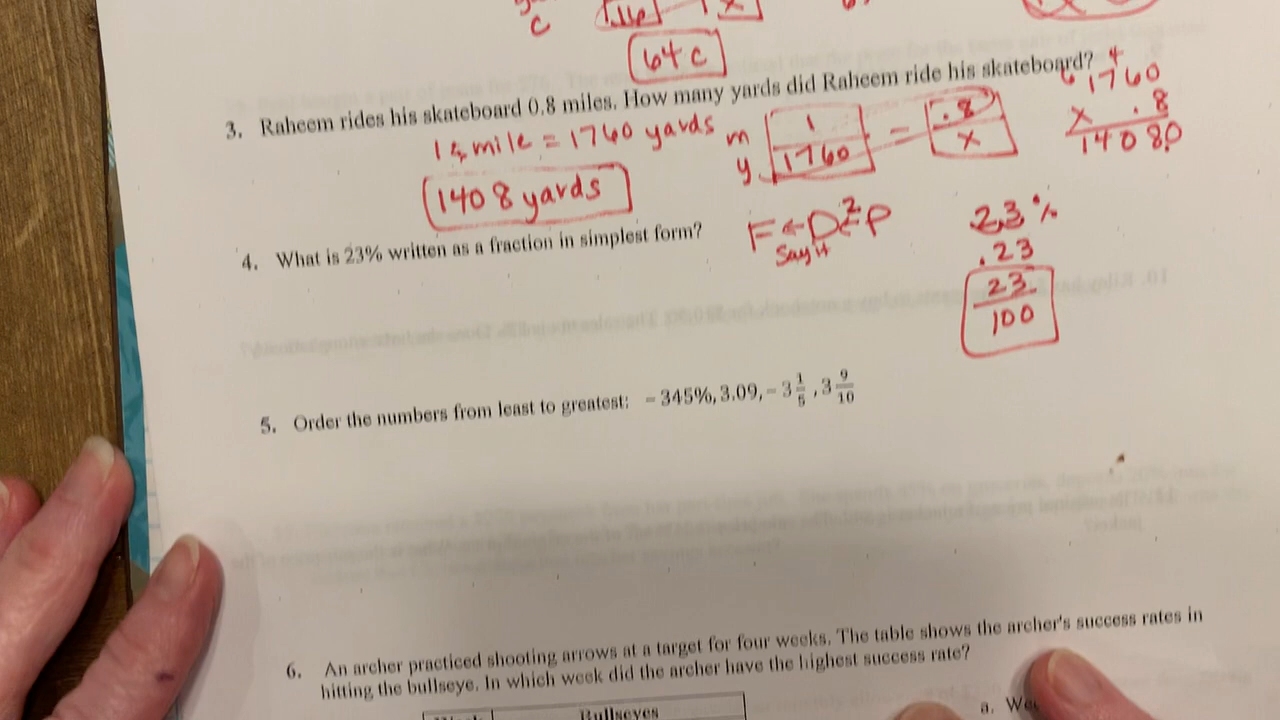 c
64 c
3. Raheem rides his skateboard 0.8 miles. How many yards did Raheem ride his skateboard?
1 mile = 1760 yards
m 1 = .8
y 1760 x
1760
x .8
14080
1408 yards
4. What is 23% written as a fraction in simplest form?
F ← D 2 P
Say it
23%
.23
23
100
5. Order the numbers from least to greatest: - 345%, 3.09, - 3 1/5 , 3 9/10
6. An archer practiced shooting arrows at a target for four weeks. The table shows the archer's success rates in
hitting the bullseye. In which week did the archer have the highest success rate?
Bullseyes
a.